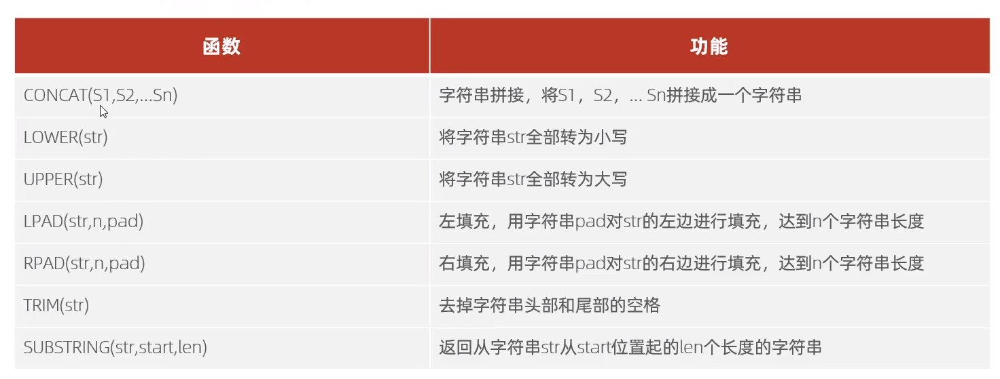 函数 功能
CONCAT(S1,S2,...Sn) 字符串拼接，将S1，S2，... Sn拼接成一个字符串
LOWER(str) 将字符串str全部转为小写
UPPER(str) 将字符串str全部转为大写
LPAD(str,n,pad) 左填充，用字符串pad对str的左边进行填充，达到n个字符串长度
RPAD(str,n,pad) 右填充，用字符串pad对str的右边进行填充，达到n个字符串长度
TRIM(str) 去掉字符串头部和尾部的空格
SUBSTRING(str,start,len) 返回从字符串str从start位置起的len个长度的字符串